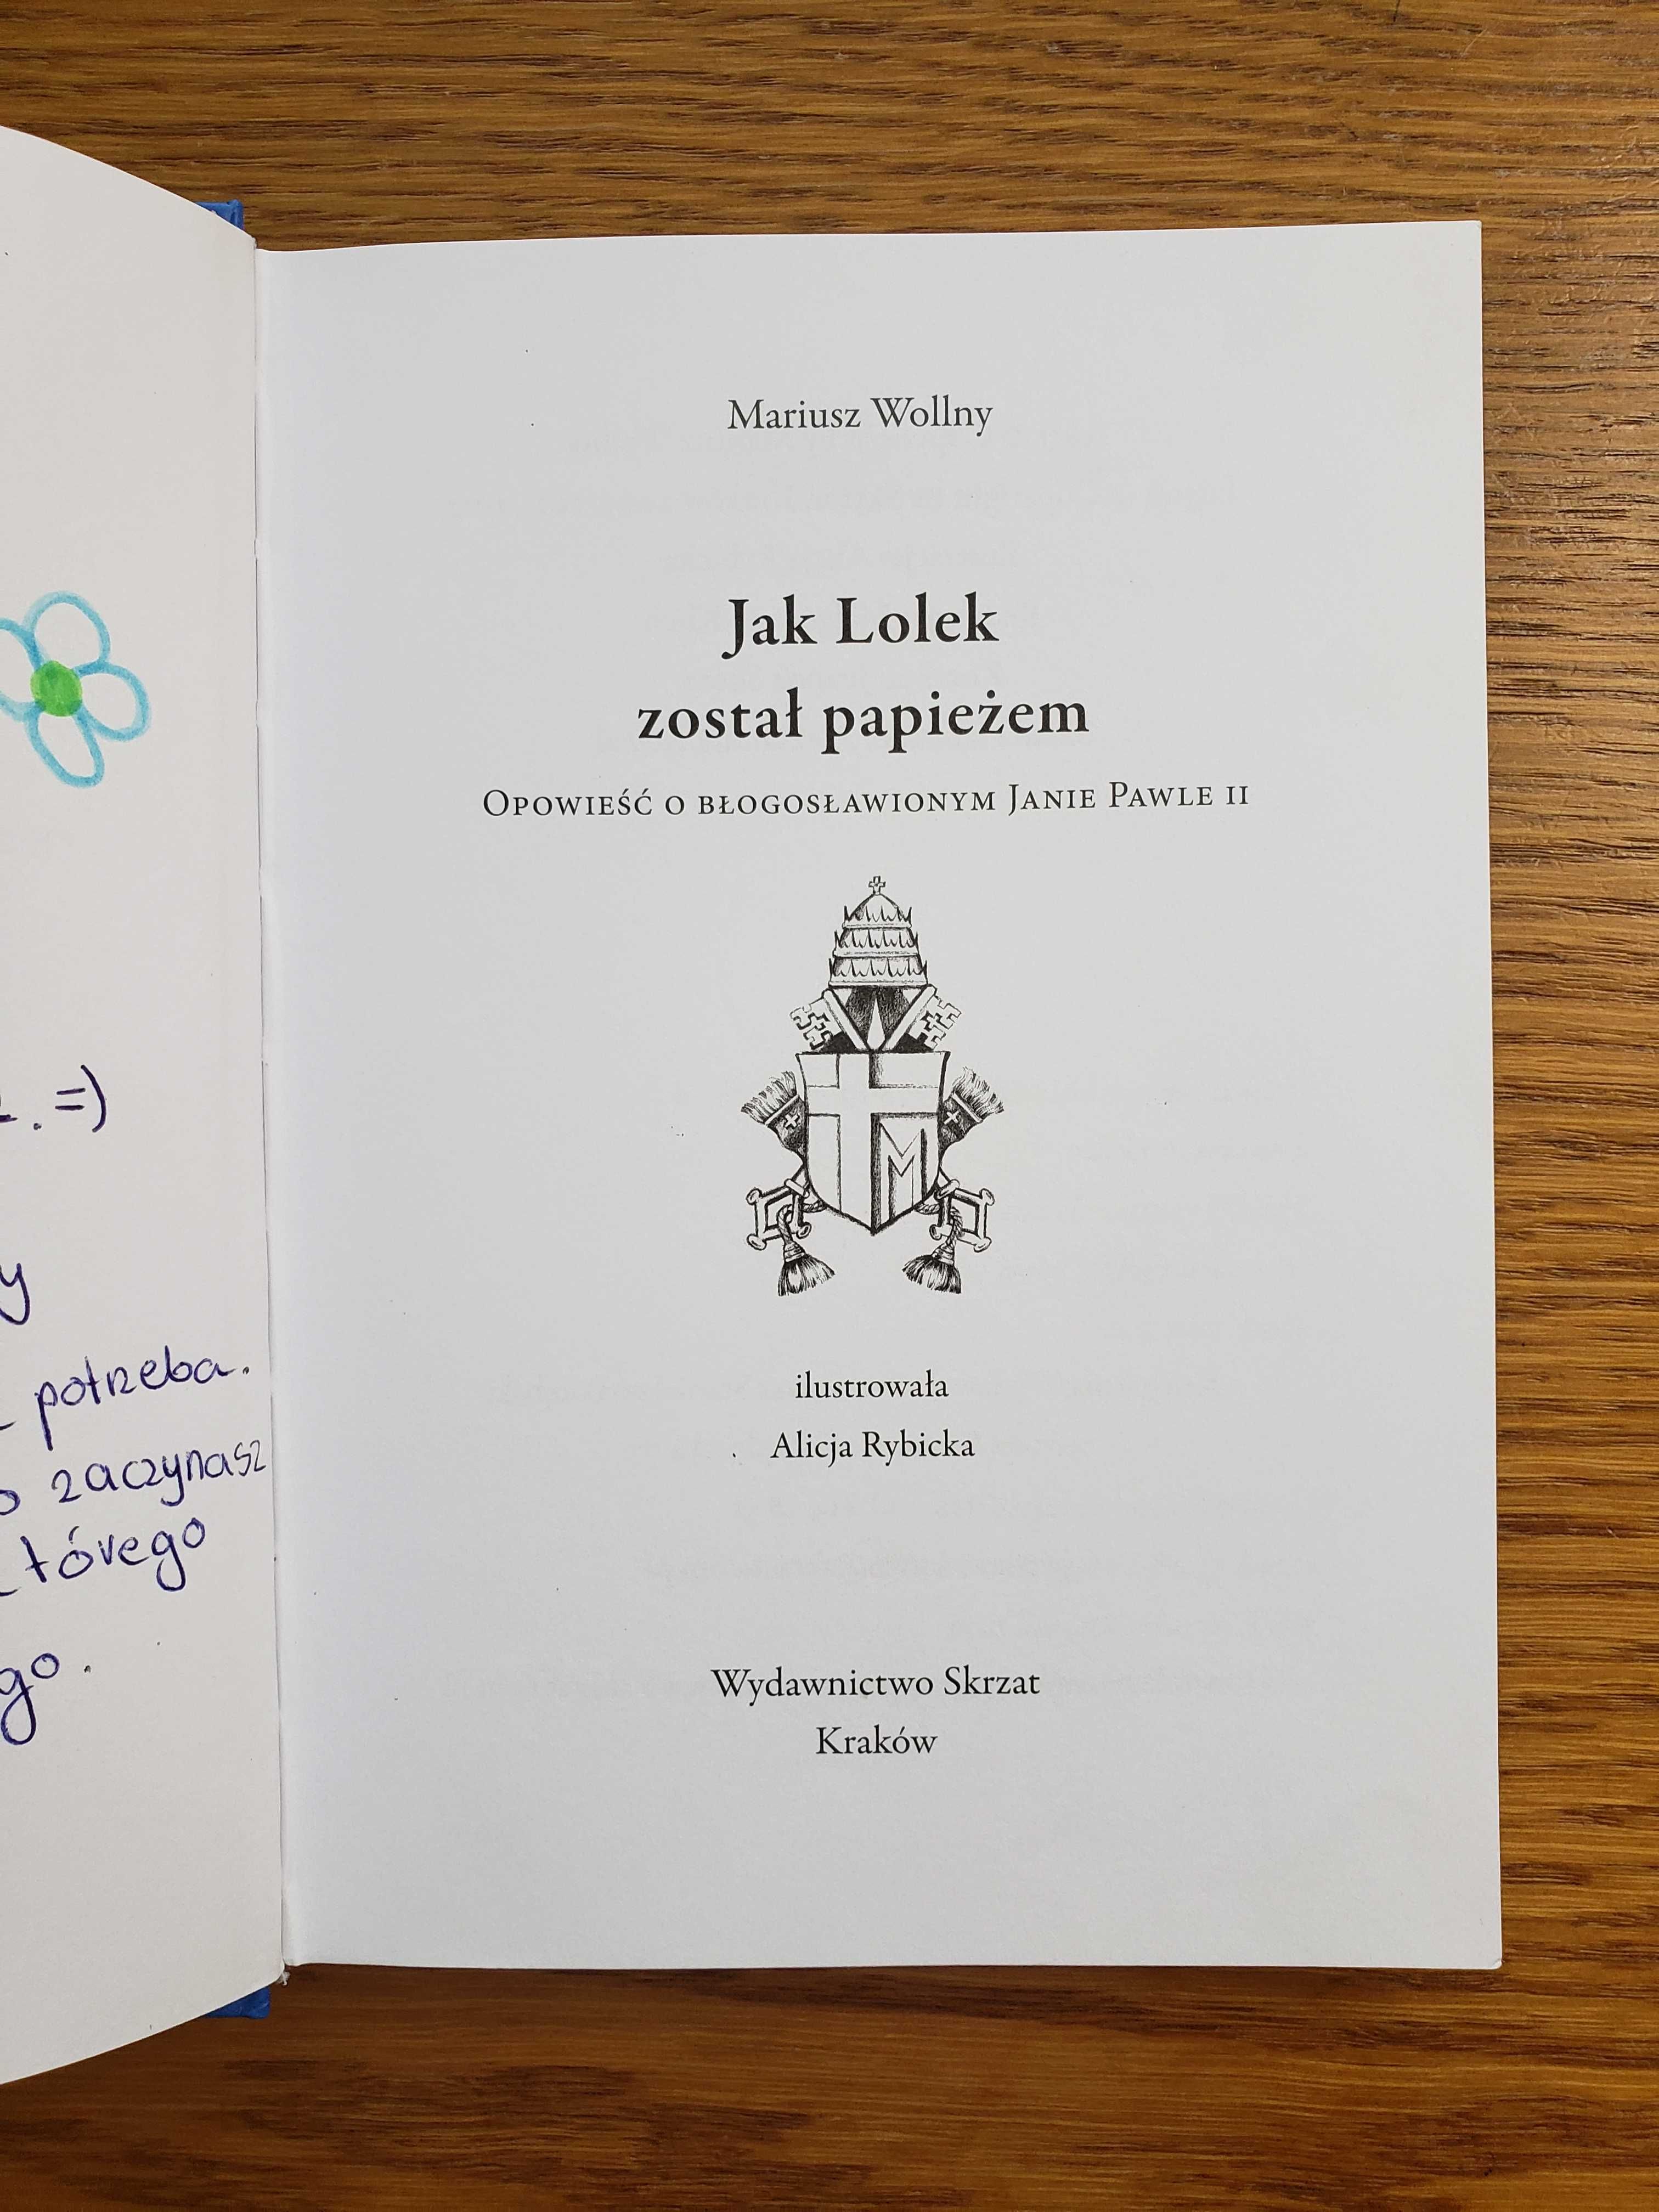 . =)
y
potrzeba.
zaczynasz
tórego
go.
Mariusz Wollny
Jak Lolek
został papieżem
Opowieść o błogosławionym Janie Pawle II
M
ilustrowała
Alicja Rybicka
Wydawnictwo Skrzat
Kraków